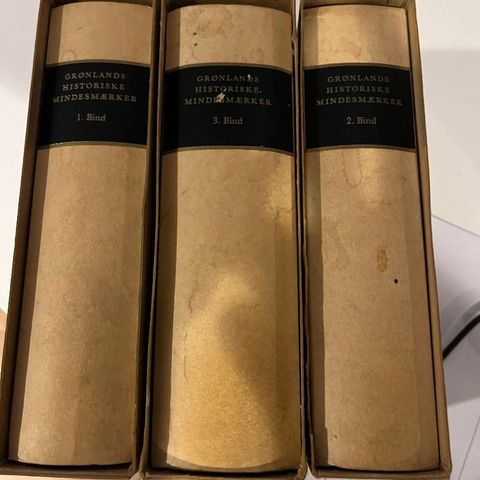 GRØNLANDS
HISTORISKE
MINDESMÆRKER
1. Bind
GRØNLANDS
HISTORISKE.
MINDESMÆRKER
3. Bind
GRØNLANDS
HISTORISKE
MINDESMÆRKER
2. Bind